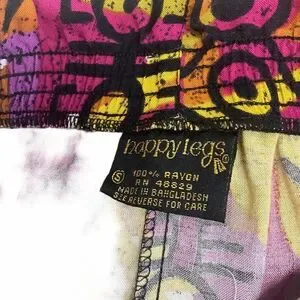 happy legs
S 100% RAYON
RN 48829
MADE IN BANGLADESH
SEE REVERSE FOR CARE